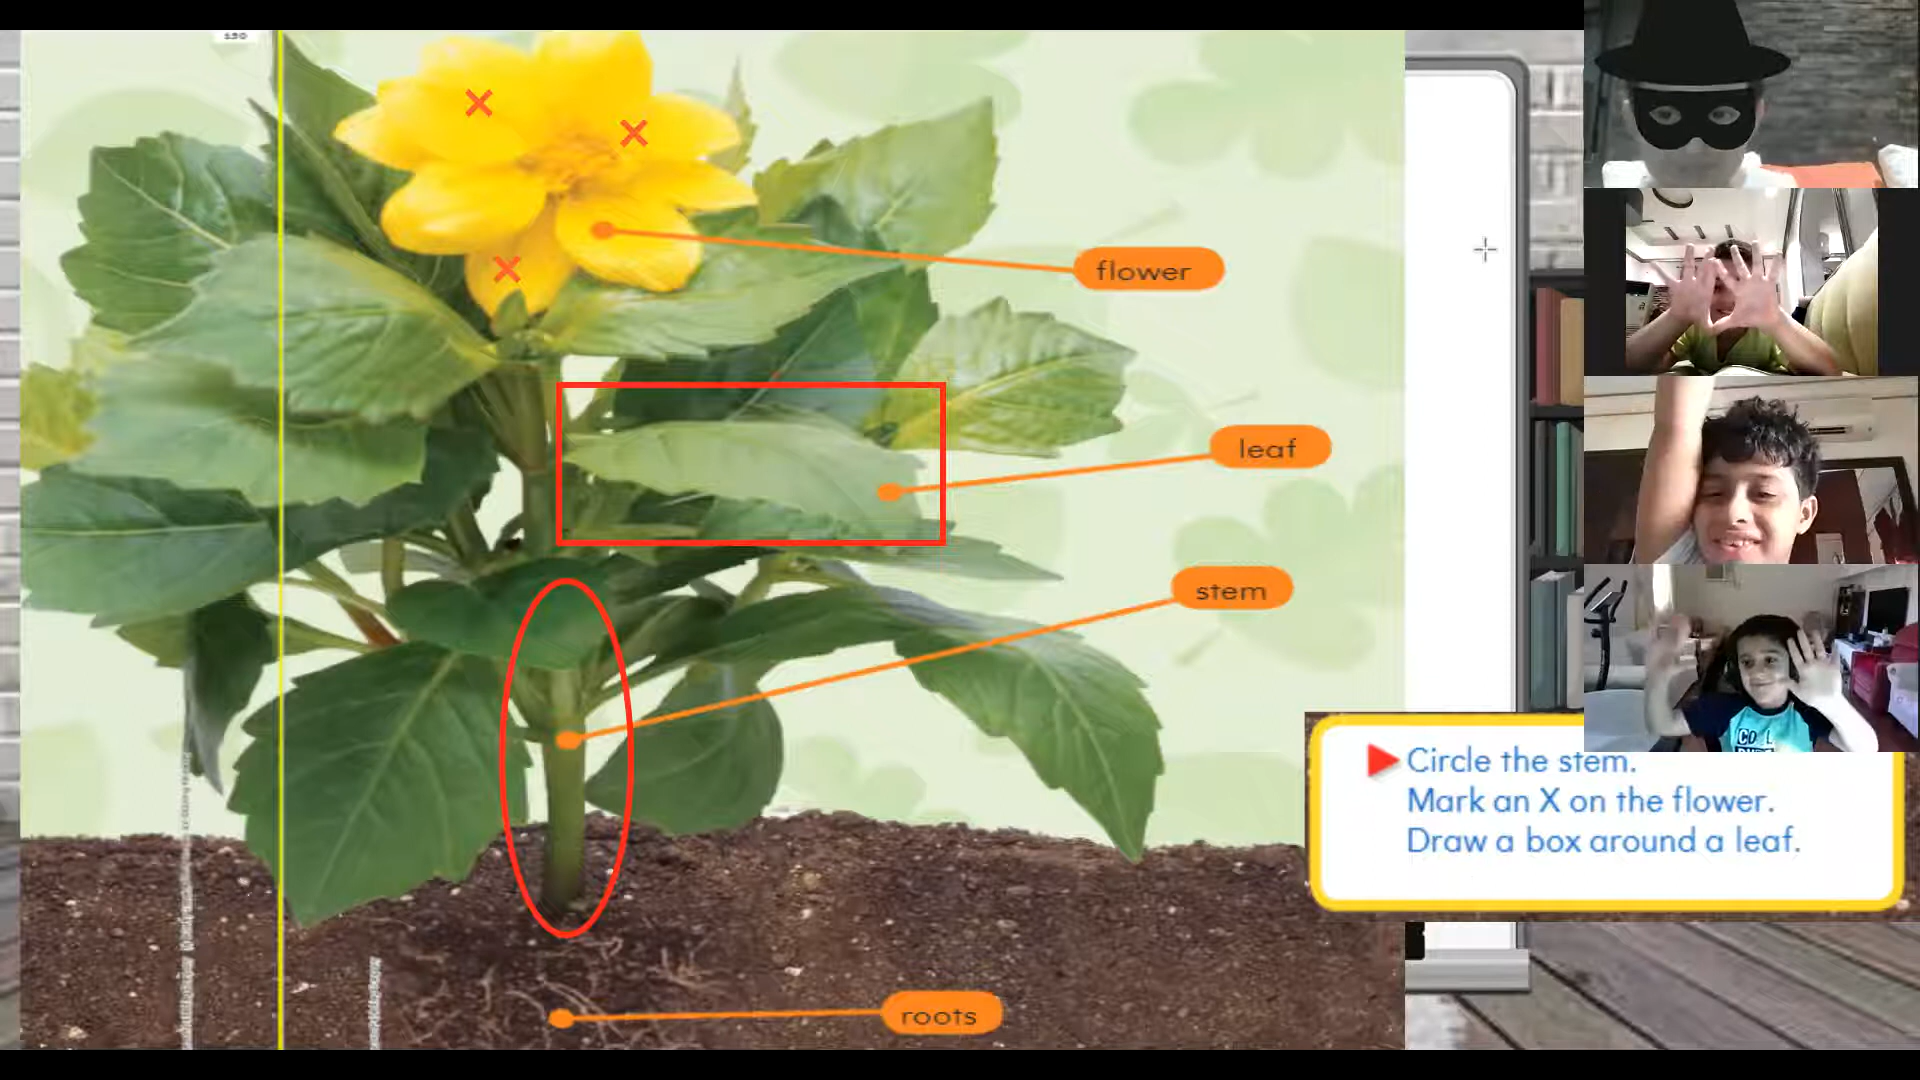 flower
leaf
stem
roots
Circle the stem.
Mark an X on the flower.
Draw a box around a leaf.